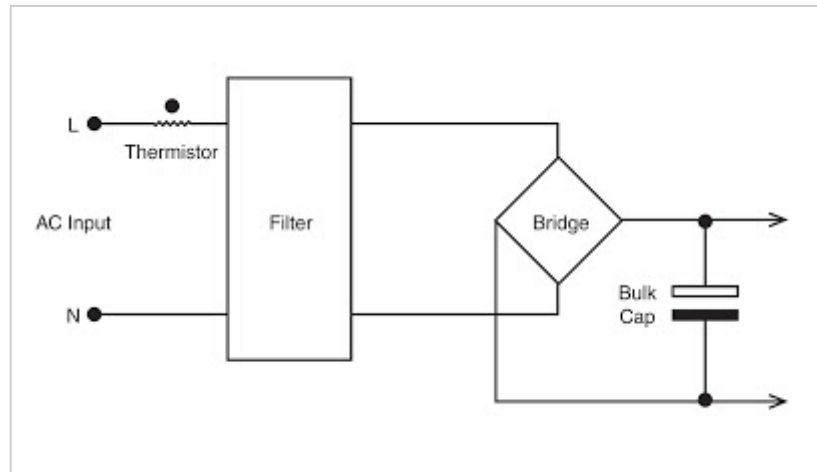 L
Thermistor
AC Input
Filter
Bridge
N
Bulk
Cap